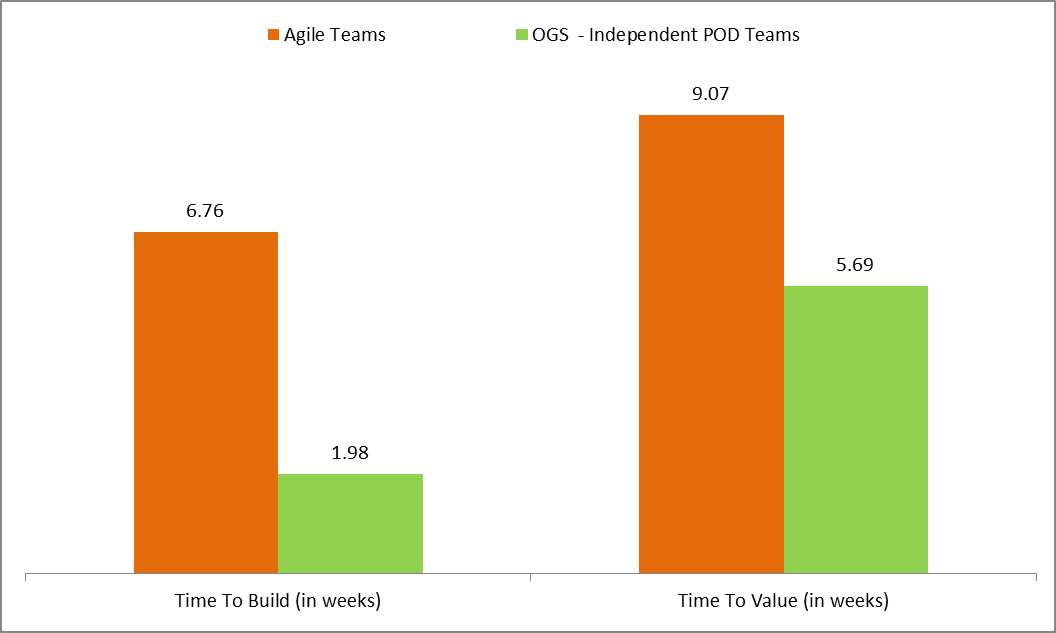 Agile Teams
OGS - Independent POD Teams
9.07
6.76
5.69
1.98
Time To Build (in weeks)
Time To Value (in weeks)